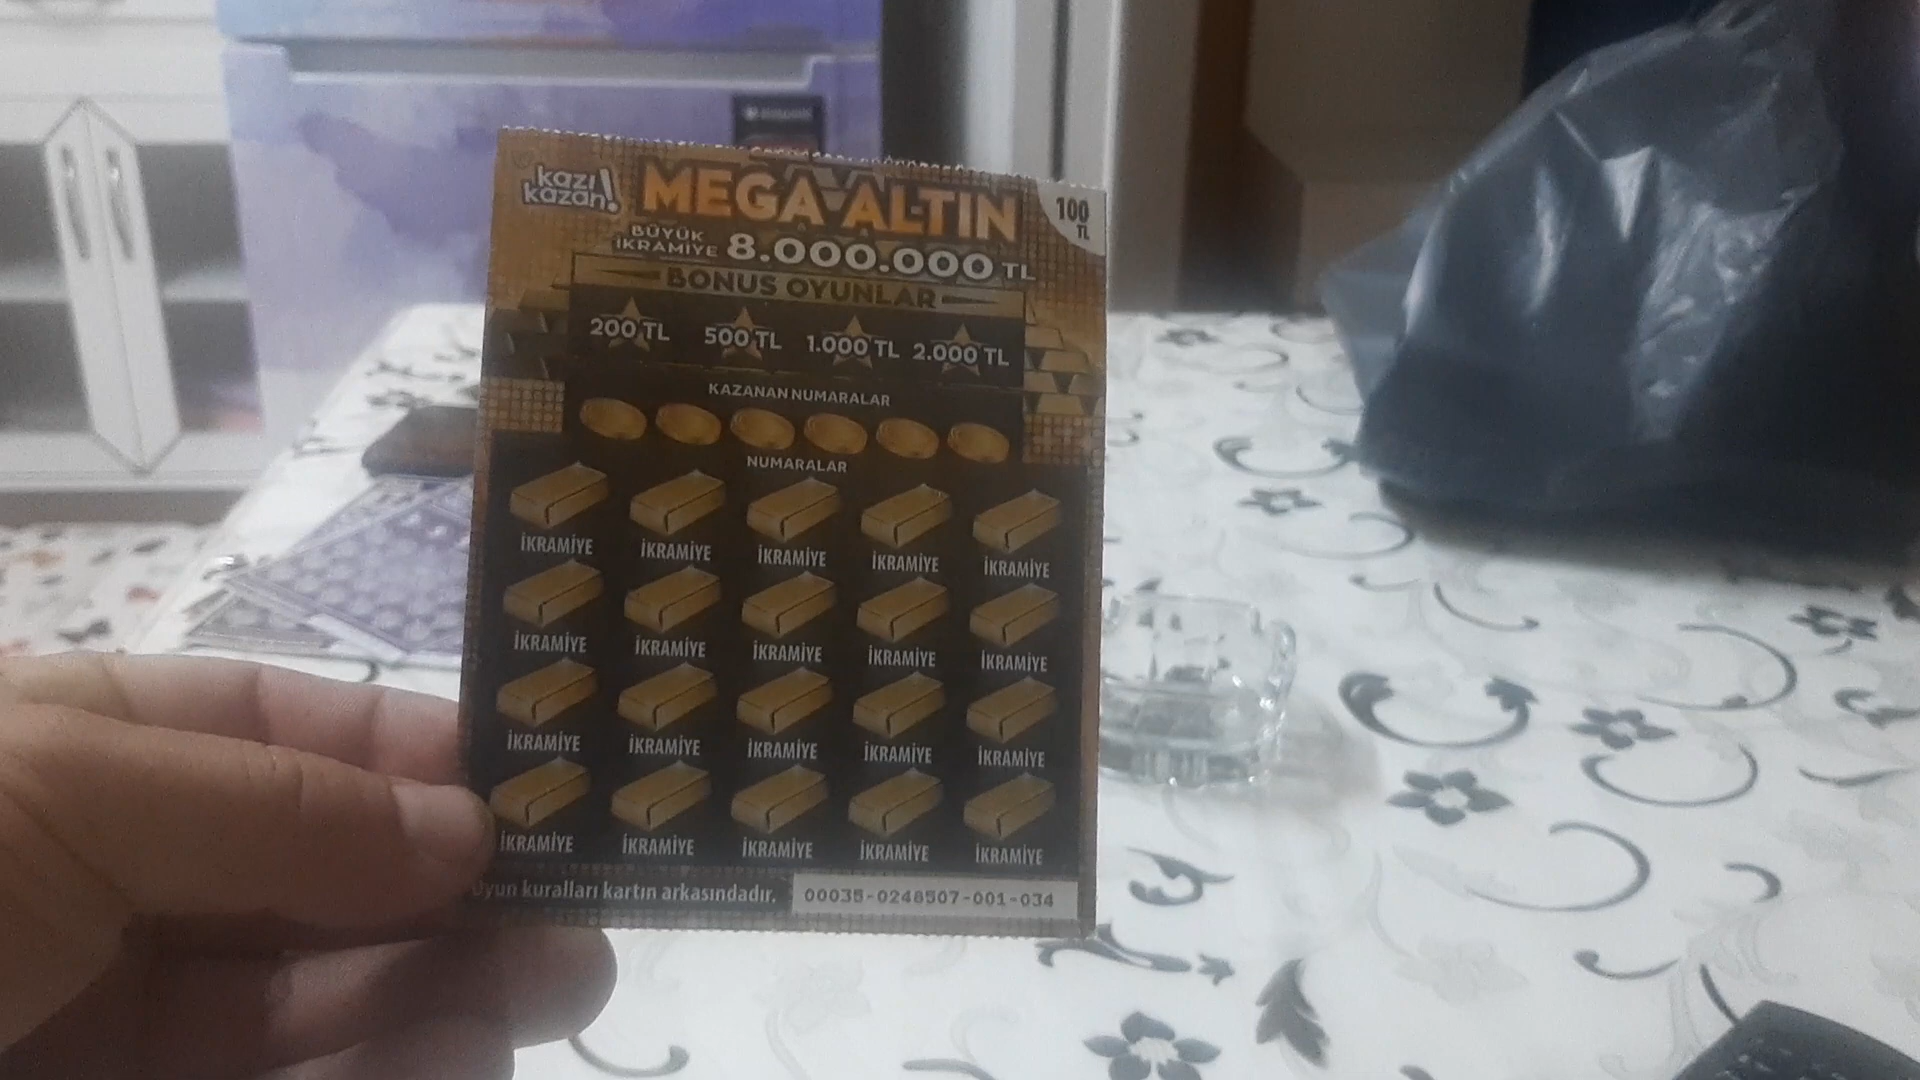 kazı
kazan!
MEGA ALTIN
100
TL
BÜYÜK
İKRAMİYE 8.000.000 TL
BONUS OYUNLAR
200 TL 500 TL 1.000 TL 2.000 TL
KAZANAN NUMARALAR
NUMARALAR
İKRAMİYE İKRAMİYE İKRAMİYE İKRAMİYE İKRAMİYE
İKRAMİYE İKRAMİYE İKRAMİYE İKRAMİYE İKRAMİYE
İKRAMİYE İKRAMİYE İKRAMİYE İKRAMİYE İKRAMİYE
İKRAMİYE İKRAMİYE İKRAMİYE İKRAMİYE İKRAMİYE
Oyun kuralları kartın arkasındadır. 00035-0248507-001-034